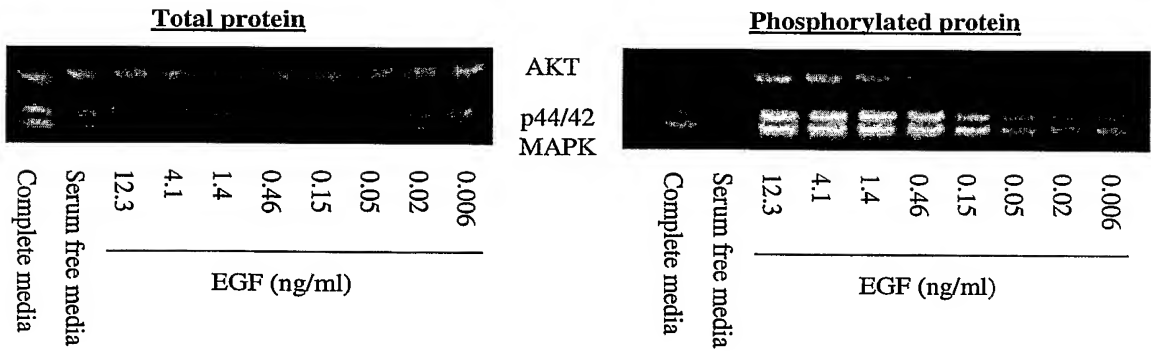 Total protein
Phosphorylated protein
AKT
p44/42
MAPK
Complete media
Serum free media
12.3
4.1
1.4
0.46
0.15
0.05
0.02
0.006
EGF (ng/ml)
Complete media
Serum free media
12.3
4.1
1.4
0.46
0.15
0.05
0.02
0.006
EGF (ng/ml)